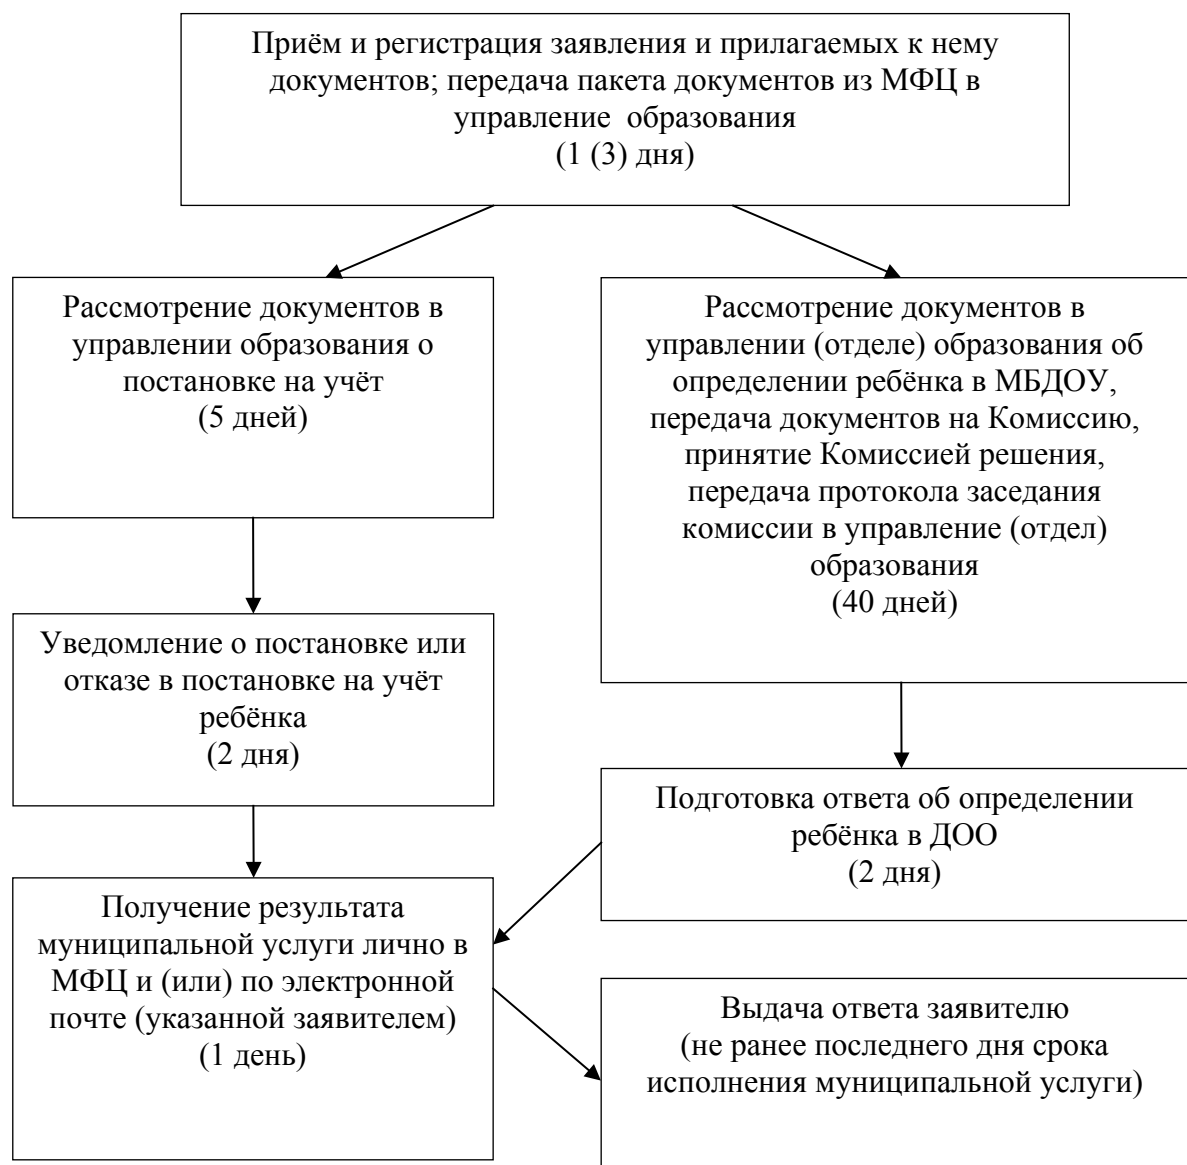 Приём и регистрация заявления и прилагаемых к нему
документов; передача пакета документов из МФЦ в
управление образования
(1 (3) дня)
Рассмотрение документов в
управлении образования о
постановке на учёт
(5 дней)
Рассмотрение документов в
управлении (отделе) образования об
определении ребёнка в МБДОУ,
передача документов на Комиссию,
принятие Комиссией решения,
передача протокола заседания
комиссии в управление (отдел)
образования
(40 дней)
Уведомление о постановке или
отказе в постановке на учёт
ребёнка
(2 дня)
Подготовка ответа об определении
ребёнка в ДОО
(2 дня)
Получение результата
муниципальной услуги лично в
МФЦ и (или) по электронной
почте (указанной заявителем)
(1 день)
Выдача ответа заявителю
(не ранее последнего дня срока
исполнения муниципальной услуги)